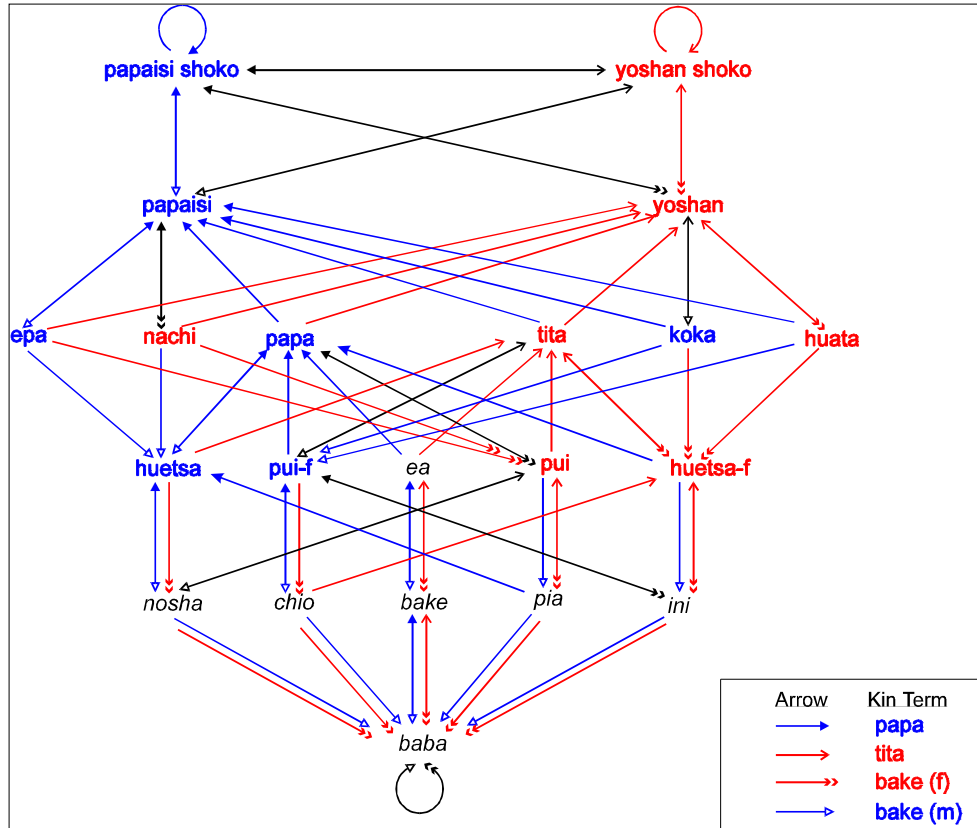 papaisi shoko yoshan shoko
papaisi yoshan
epa nachi papa tita koka huata
huetsa pui-f ea pui huetsa-f
nosha chio bake pia ini
baba
Arrow Kin Term
papa
tita
bake (f)
bake (m)